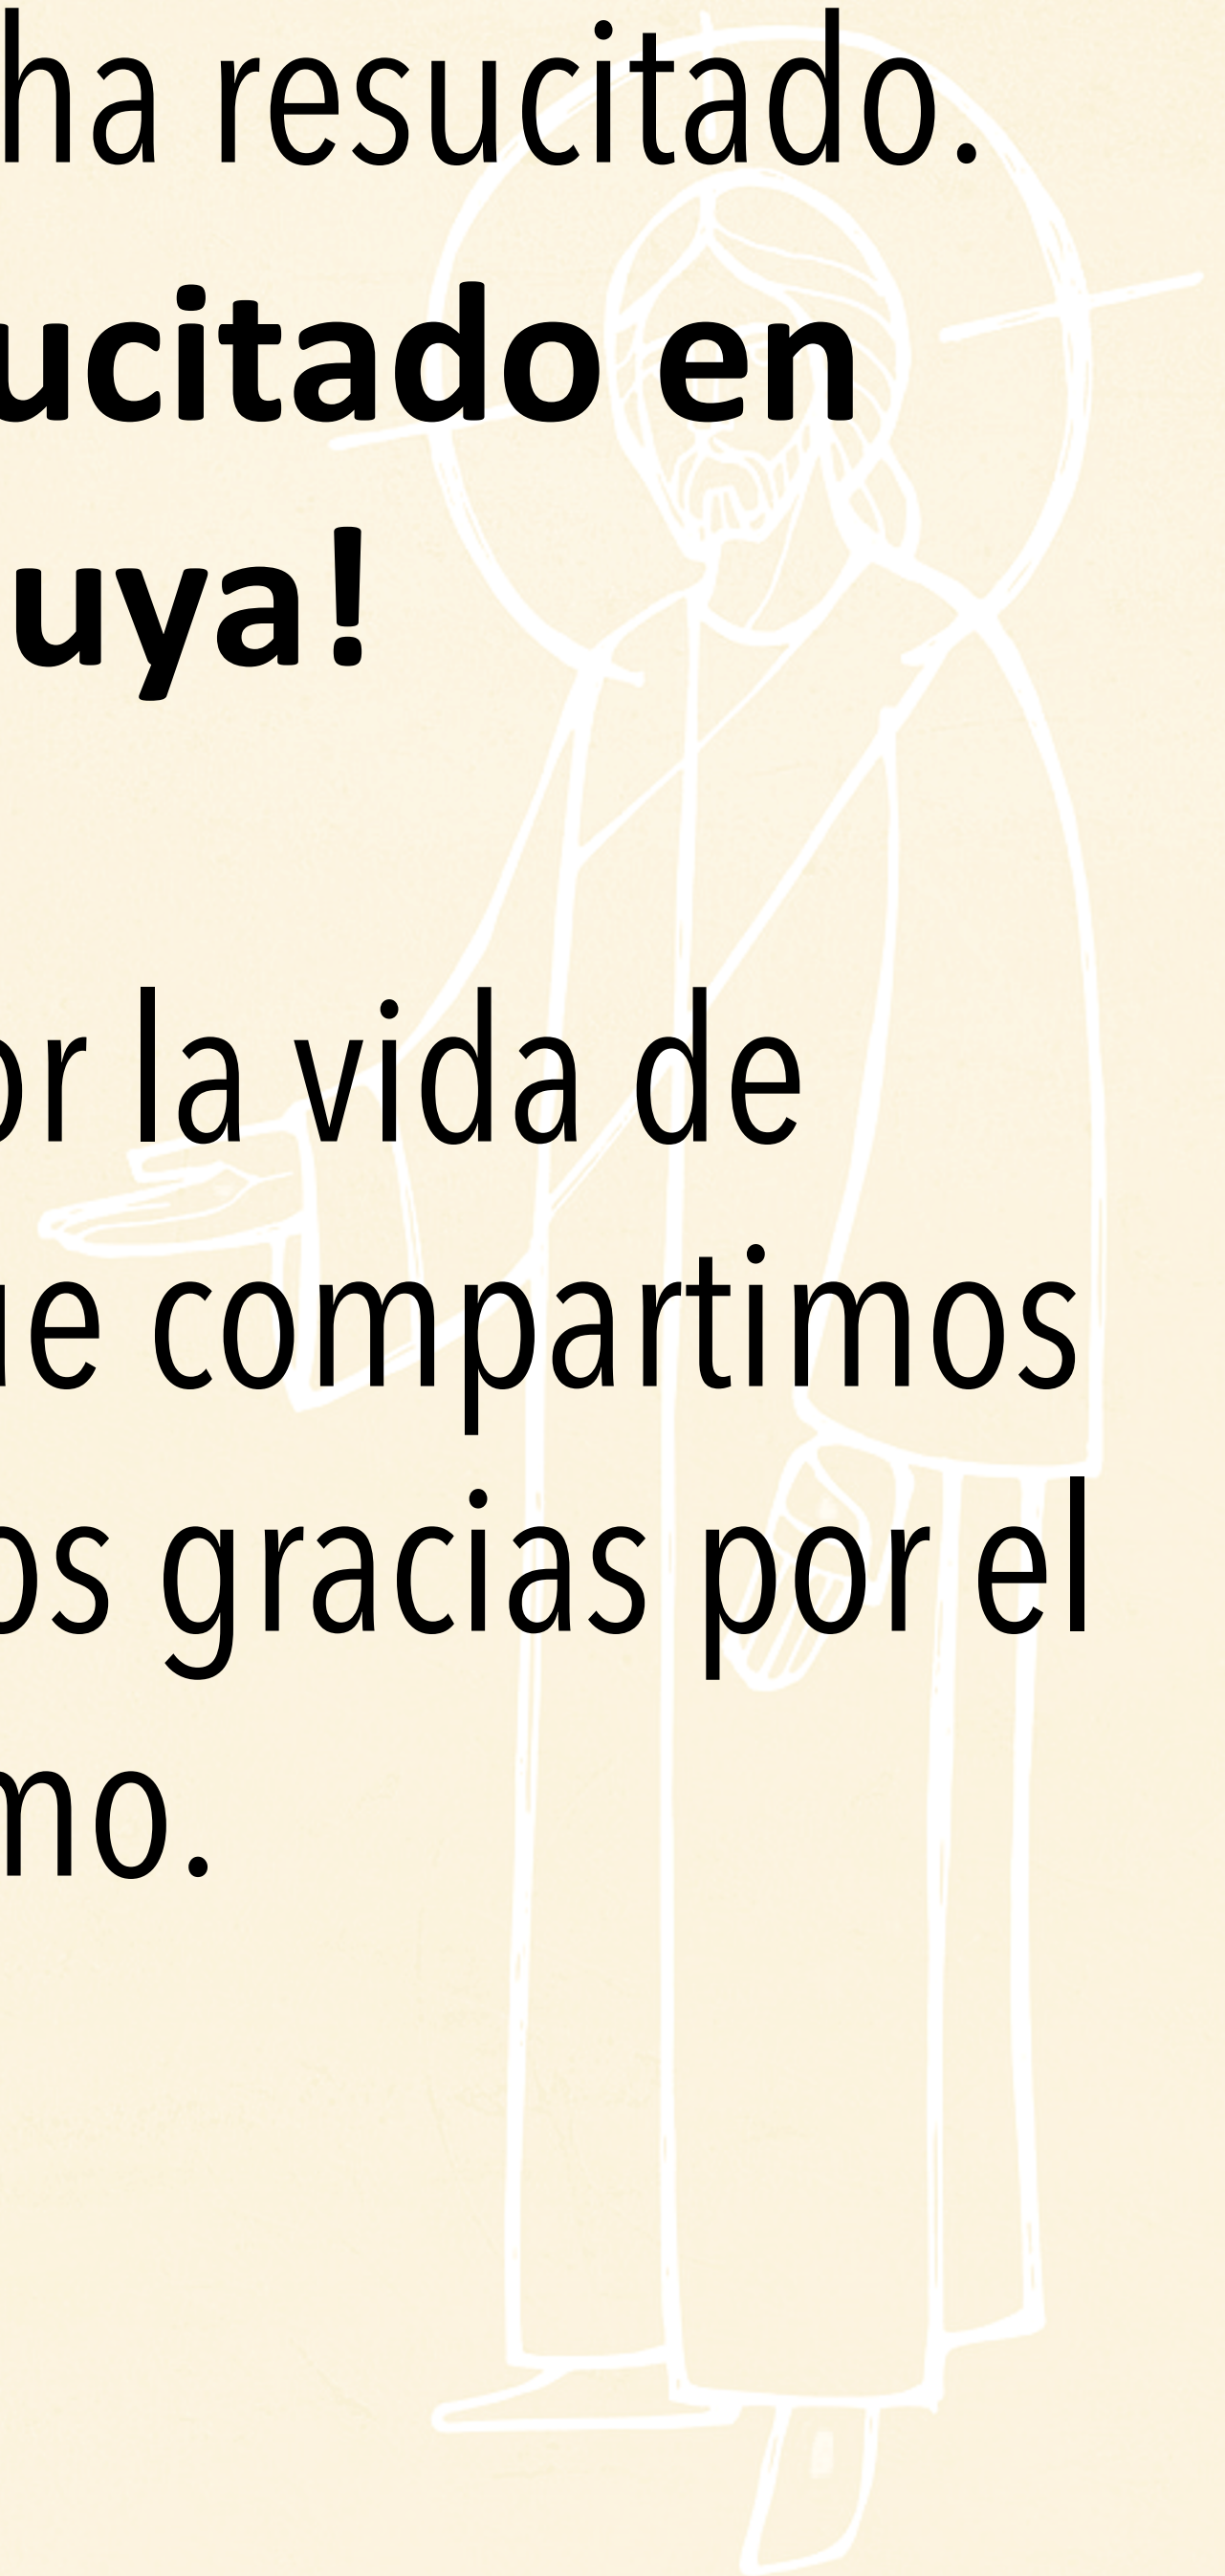 ha resucitado.
ucitado en
uya!
or la vida de
ue compartimos
os gracias por el
mo.